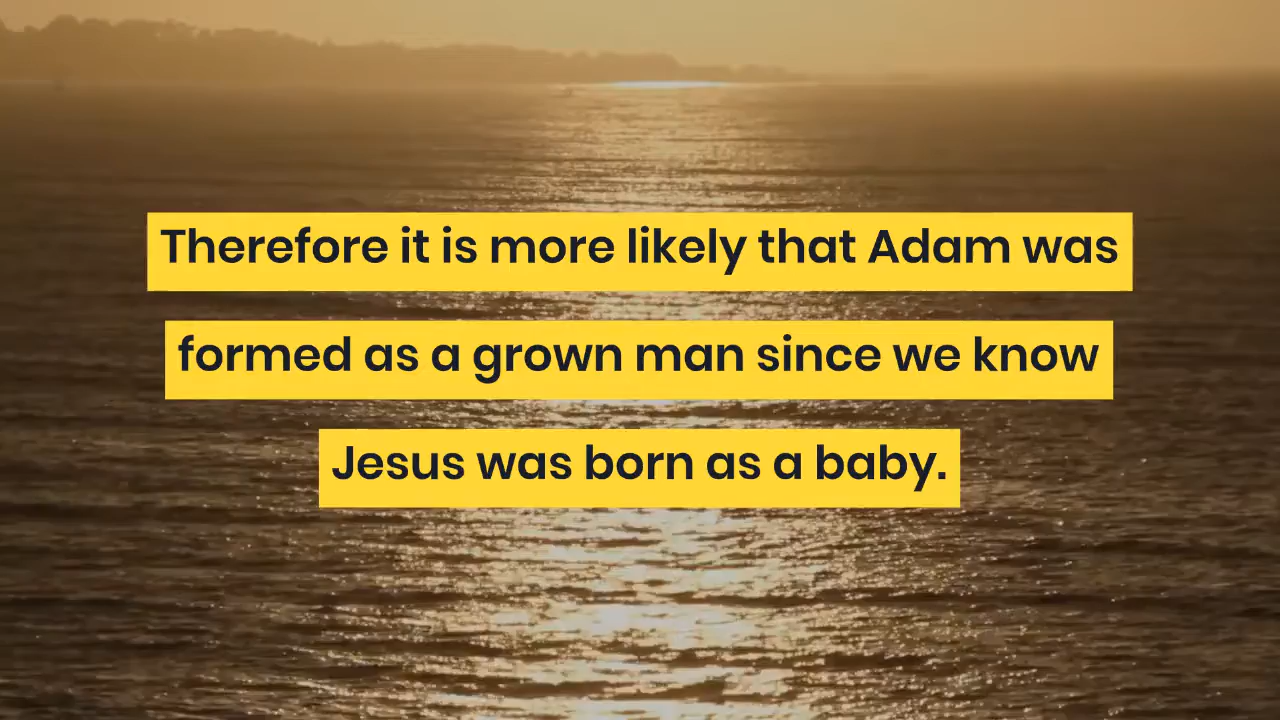 Therefore it is more likely that Adam was
formed as a grown man since we know
Jesus was born as a baby.